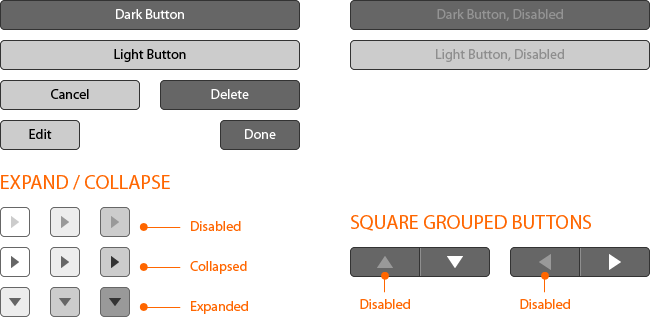 Dark Button
Dark Button, Disabled
Light Button
Light Button, Disabled
Cancel
Delete
Edit
Done
EXPAND / COLLAPSE
Disabled
SQUARE GROUPED BUTTONS
Collapsed
Expanded
Disabled
Disabled